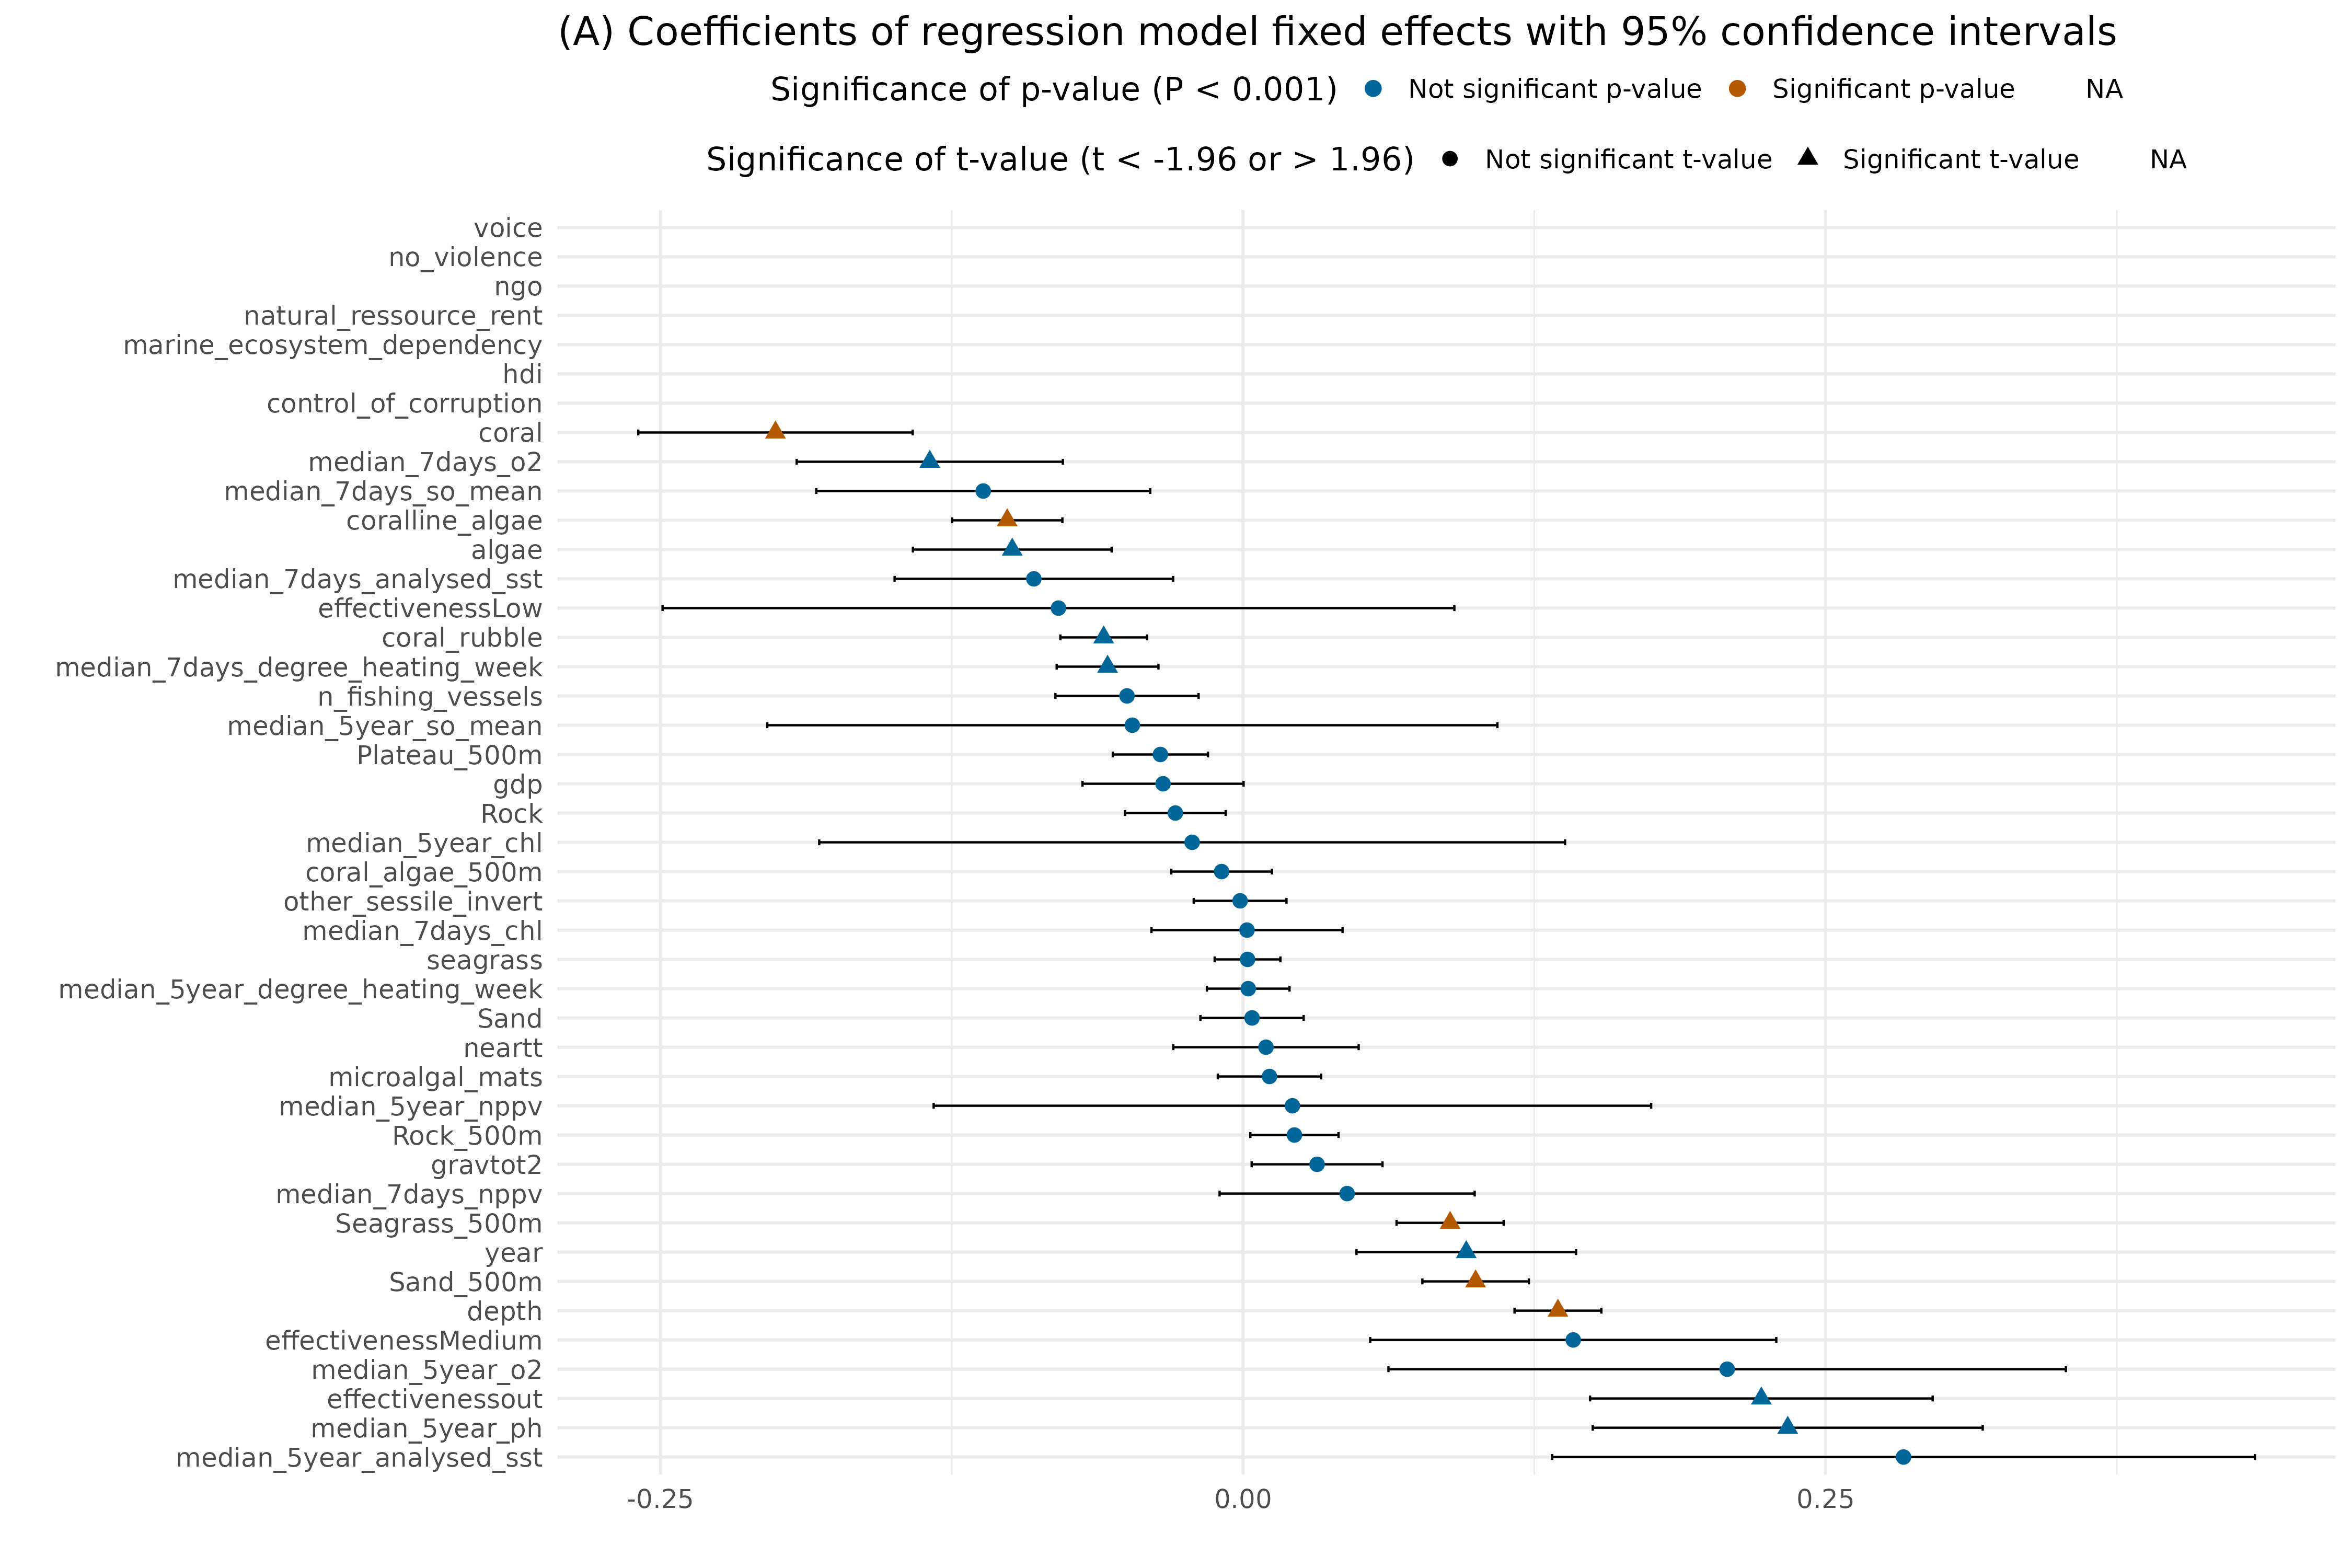 (A) Coefficients of regression model fixed effects with 95% confidence intervals
Significance of p-value (P < 0.001) Not significant p-value Significant p-value NA
Significance of t-value (t < -1.96 or > 1.96) Not significant t-value Significant t-value NA
voice
no_violence
ngo
natural_ressource_rent
marine_ecosystem_dependency
hdi
control_of_corruption
coral
median_7days_o2
median_7days_so_mean
coralline_algae
algae
median_7days_analysed_sst
effectivenessLow
coral_rubble
median_7days_degree_heating_week
n_fishing_vessels
median_5year_so_mean
Plateau_500m
gdp
Rock
median_5year_chl
coral_algae_500m
other_sessile_invert
median_7days_chl
seagrass
median_5year_degree_heating_week
Sand
neartt
microalgal_mats
median_5year_nppv
Rock_500m
gravtot2
median_7days_nppv
Seagrass_500m
year
Sand_500m
depth
effectivenessMedium
median_5year_o2
effectivenessout
median_5year_ph
median_5year_analysed_sst
-0.25 0.00 0.25